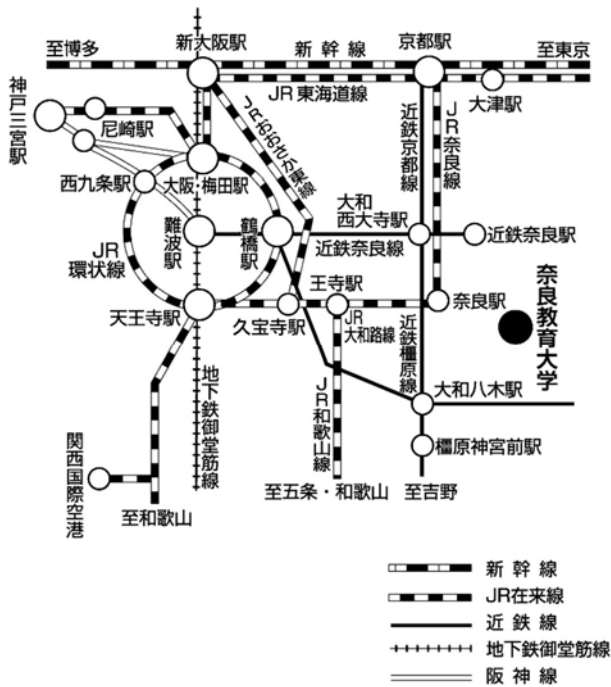 至博多
新大阪駅
新幹線
京都駅
至東京
神戸三宮駅
尼崎駅
JR東海道線
大津駅
JRおおさか東線
近鉄京都線
JR奈良線
西九条駅
大阪・梅田駅
大和
西大寺駅
JR
環状線
難波駅
鶴橋駅
近鉄奈良線
近鉄奈良駅
天王寺駅
久宝寺駅
王寺駅
JR
大和路線
奈良駅
奈良教育大学
近鉄橿原線
地下鉄御堂筋線
JR和歌山線
大和八木駅
橿原神宮前駅
関西国際空港
至和歌山
至五条・和歌山
至吉野
新幹線
JR在来線
近鉄線
地下鉄御堂筋線
阪神線